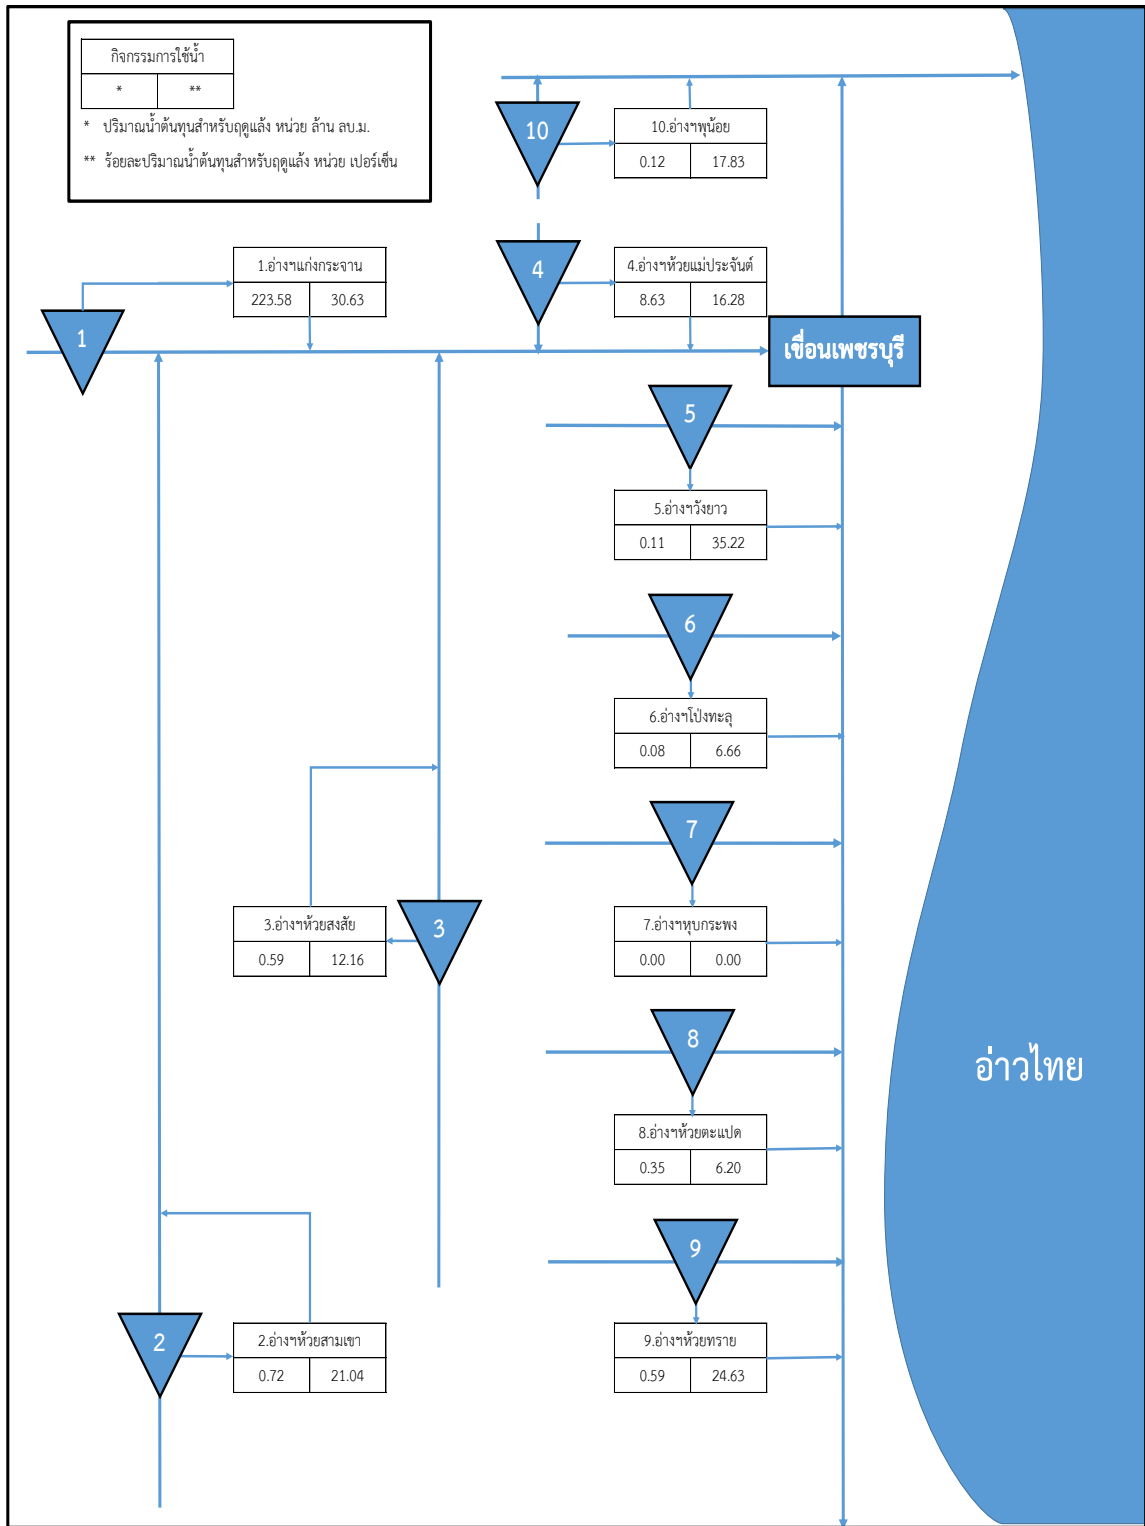 กิจกรรมการใช้น้ำ
* **
* ปริมาณน้ำต้นทุนสำหรับฤดูแล้ง หน่วย ล้าน ลบ.ม.
** ร้อยละปริมาณน้ำต้นทุนสำหรับฤดูแล้ง หน่วย เปอร์เซ็น
10
10.อ่างฯพุน้อย
0.12 17.83
1
1.อ่างฯแก่งกระจาน
223.58 30.63
4
4.อ่างฯห้วยแม่ประจันต์
8.63 16.28
เขื่อนเพชรบุรี
5
5.อ่างฯวังยาว
0.11 35.22
6
6.อ่างฯโป่งทะลุ
0.08 6.66
7
7.อ่างฯหุบกระพง
0.00 0.00
3.อ่างฯห้วยสงสัย
0.59 12.16
3
8
8.อ่างฯห้วยตะแปด
0.35 6.20
อ่าวไทย
9
9.อ่างฯห้วยทราย
0.59 24.63
2
2.อ่างฯห้วยสามเขา
0.72 21.04